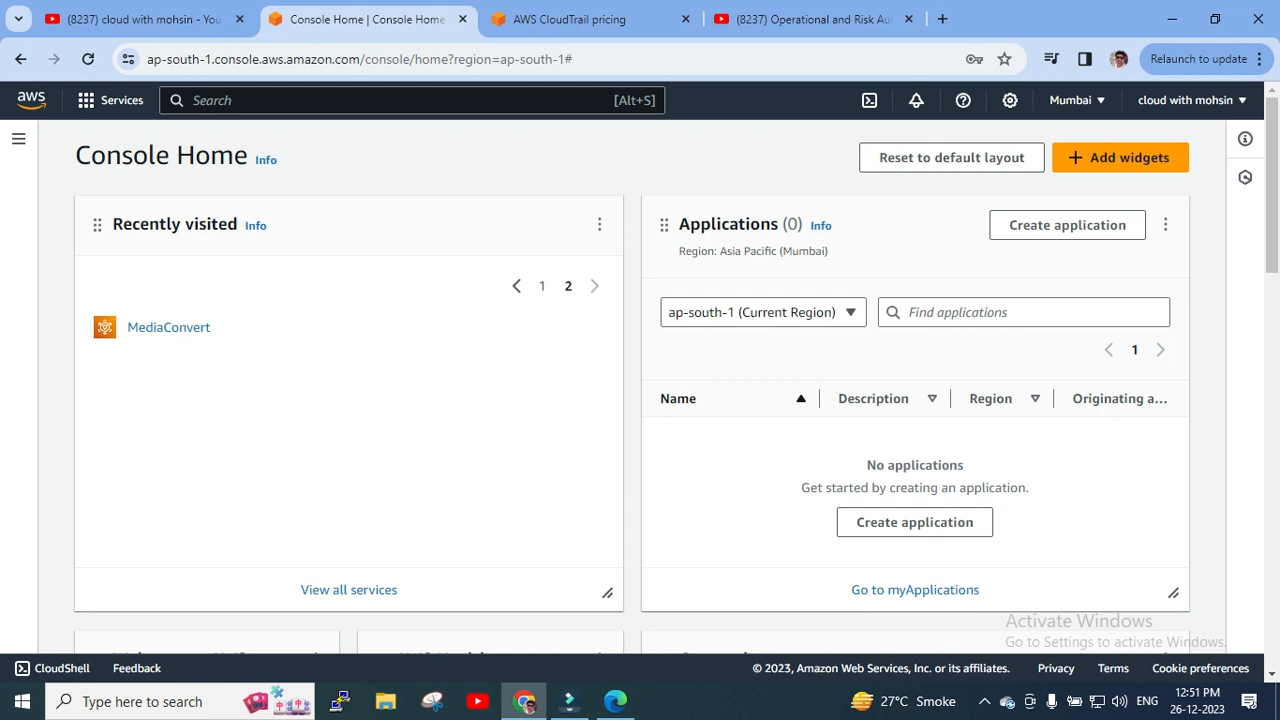 (8237) cloud with mohsin - You
Console Home | Console Home
AWS CloudTrail pricing
(8237) Operational and Risk Au
ap-south-1.console.aws.amazon.com/console/home?region=ap-south-1#
Relaunch to update
aws
Services
Search
[Alt+S]
Mumbai
cloud with mohsin
Console Home Info
Reset to default layout
Add widgets
Recently visited Info
1 2
MediaConvert
View all services
Applications (0) Info
Region: Asia Pacific (Mumbai)
Create application
ap-south-1 (Current Region)
Find applications
1
Name
Description
Region
Originating a...
No applications
Get started by creating an application.
Create application
Go to myApplications
Activate Windows
Go to Settings to activate Windows.
CloudShell
Feedback
© 2023, Amazon Web Services, Inc. or its affiliates.
Privacy
Terms
Cookie preferences
Type here to search
27°C Smoke
ENG
12:51 PM
26-12-2023